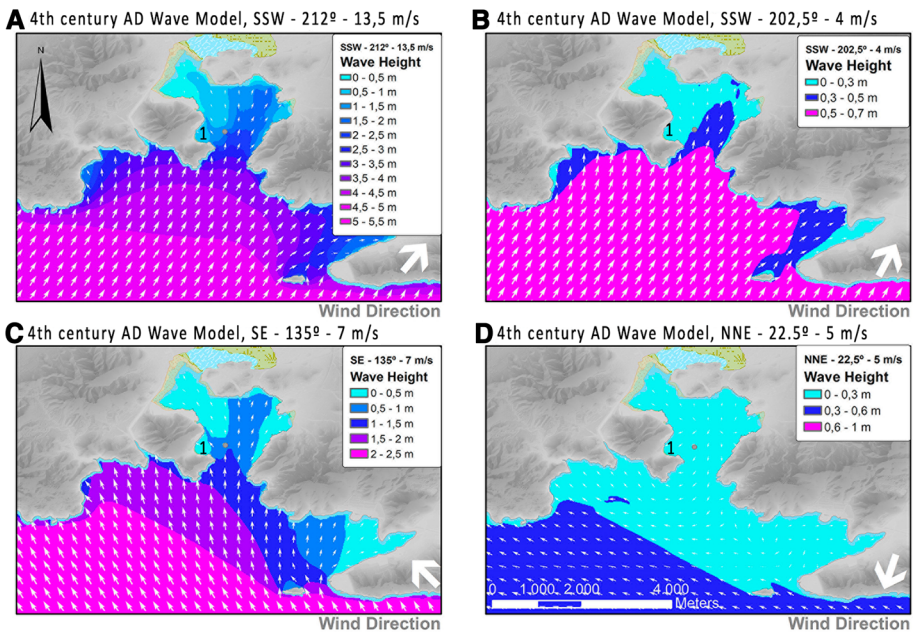 A 4th century AD Wave Model, SSW - 212º - 13,5 m/s
N
SSW - 212º - 13,5 m/s
Wave Height
0 - 0,5 m
0,5 - 1 m
1 - 1,5 m
1,5 - 2 m
2 - 2,5 m
2,5 - 3 m
3 - 3,5 m
3,5 - 4 m
4 - 4,5 m
4,5 - 5 m
5 - 5,5 m
1
Wind Direction
B 4th century AD Wave Model, SSW - 202,5º - 4 m/s
SSW - 202,5º - 4 m/s
Wave Height
0 - 0,3 m
0,3 - 0,5 m
0,5 - 0,7 m
1
Wind Direction
C 4th century AD Wave Model, SE - 135º - 7 m/s
SE - 135º - 7 m/s
Wave Height
0 - 0,5 m
0,5 - 1 m
1 - 1,5 m
1,5 - 2 m
2 - 2,5 m
1
Wind Direction
D 4th century AD Wave Model, NNE - 22.5º - 5 m/s
NNE - 22,5º - 5 m/s
Wave Height
0 - 0,3 m
0,3 - 0,6 m
0,6 - 1 m
1
0 1.000 2.000 4.000
Meters
Wind Direction